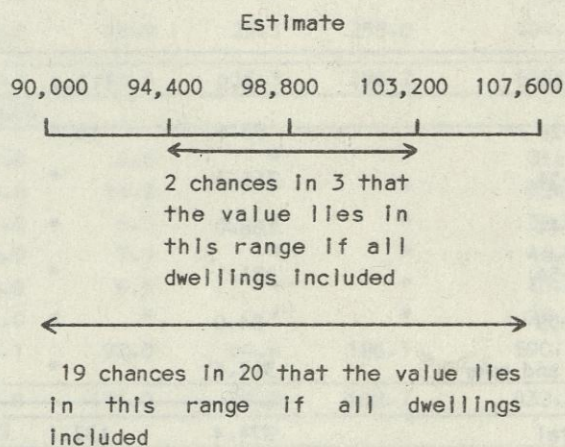 Estimate
90,000 94,400 98,800 103,200 107,600
2 chances in 3 that
the value lies in
this range if all
dwellings included
19 chances in 20 that the value lies
in this range if all dwellings
included